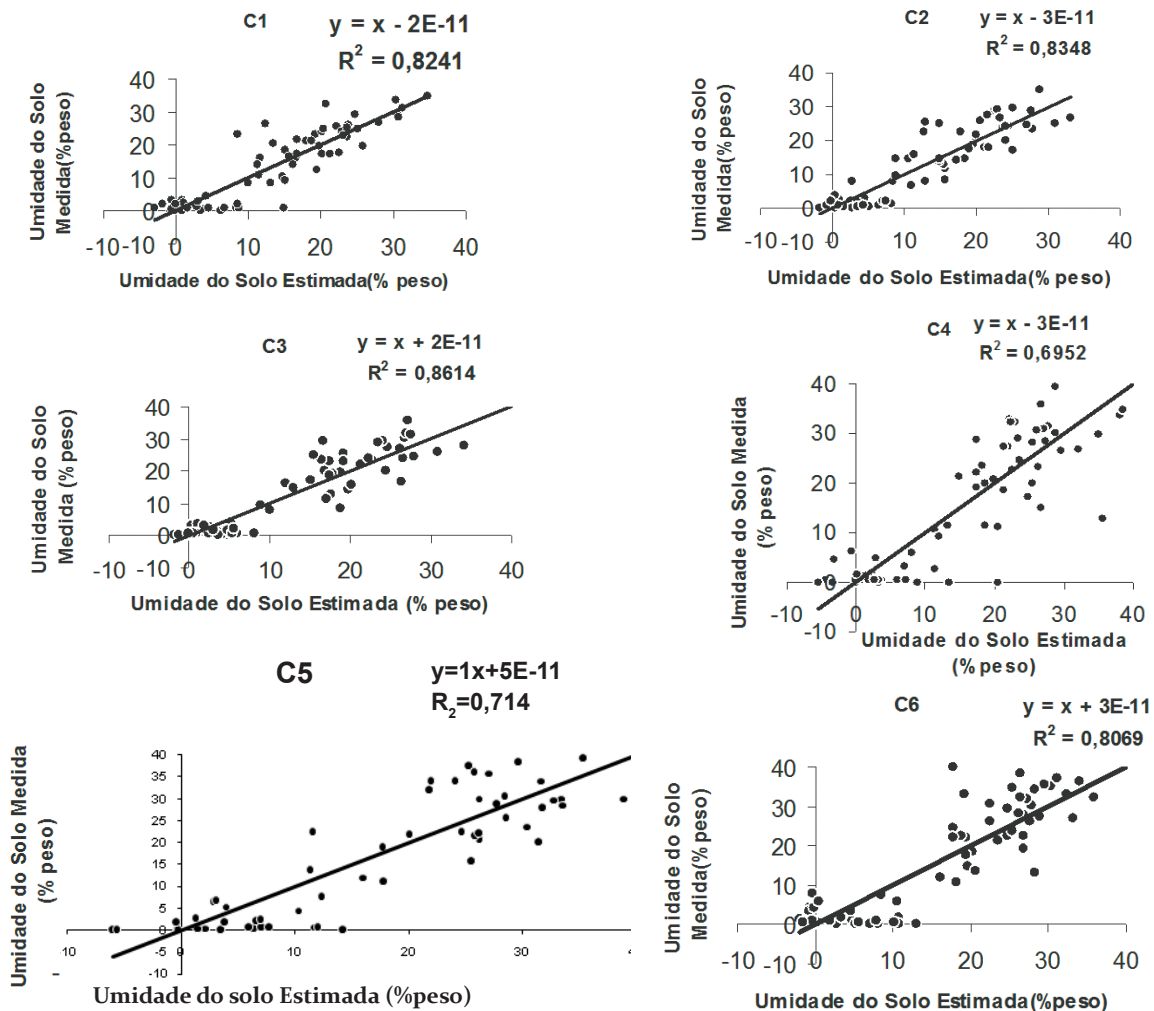 C1
y = x - 2E-11
R² = 0,8241
Umidade do Solo
Medida(%peso)
40
30
20
10
0
-10
-10
0
10
20
30
40
Umidade do Solo Estimada(% peso)
C2
y = x - 3E-11
R² = 0,8348
Umidade do Solo
Medida(%peso)
40
30
20
10
0
-10
-10
0
10
20
30
40
Umidade do Solo Estimada(% peso)
C3
y = x + 2E-11
R² = 0,8614
Umidade do Solo
Medida (%peso)
40
30
20
10
0
-10
-10
0
10
20
30
40
Umidade do Solo Estimada (% peso)
C4
y = x - 3E-11
R² = 0,6952
Umidade do Solo Medida
(% peso)
40
30
20
10
0
-10
-10
0
10
20
30
40
Umidade do Solo Estimada
(% peso)
C5
y=1x+5E-11
R₂=0,714
Umidade do Solo Medida
(% peso)
40
35
30
25
20
15
10
5
0
-5
-10
-10
0
10
20
30
Umidade do solo Estimada (%peso)
C6
y = x + 3E-11
R² = 0,8069
Umidade do Solo
Medida(% peso)
40
30
20
10
0
-10
-10
0
10
20
30
40
Umidade do Solo Estimada(%peso)